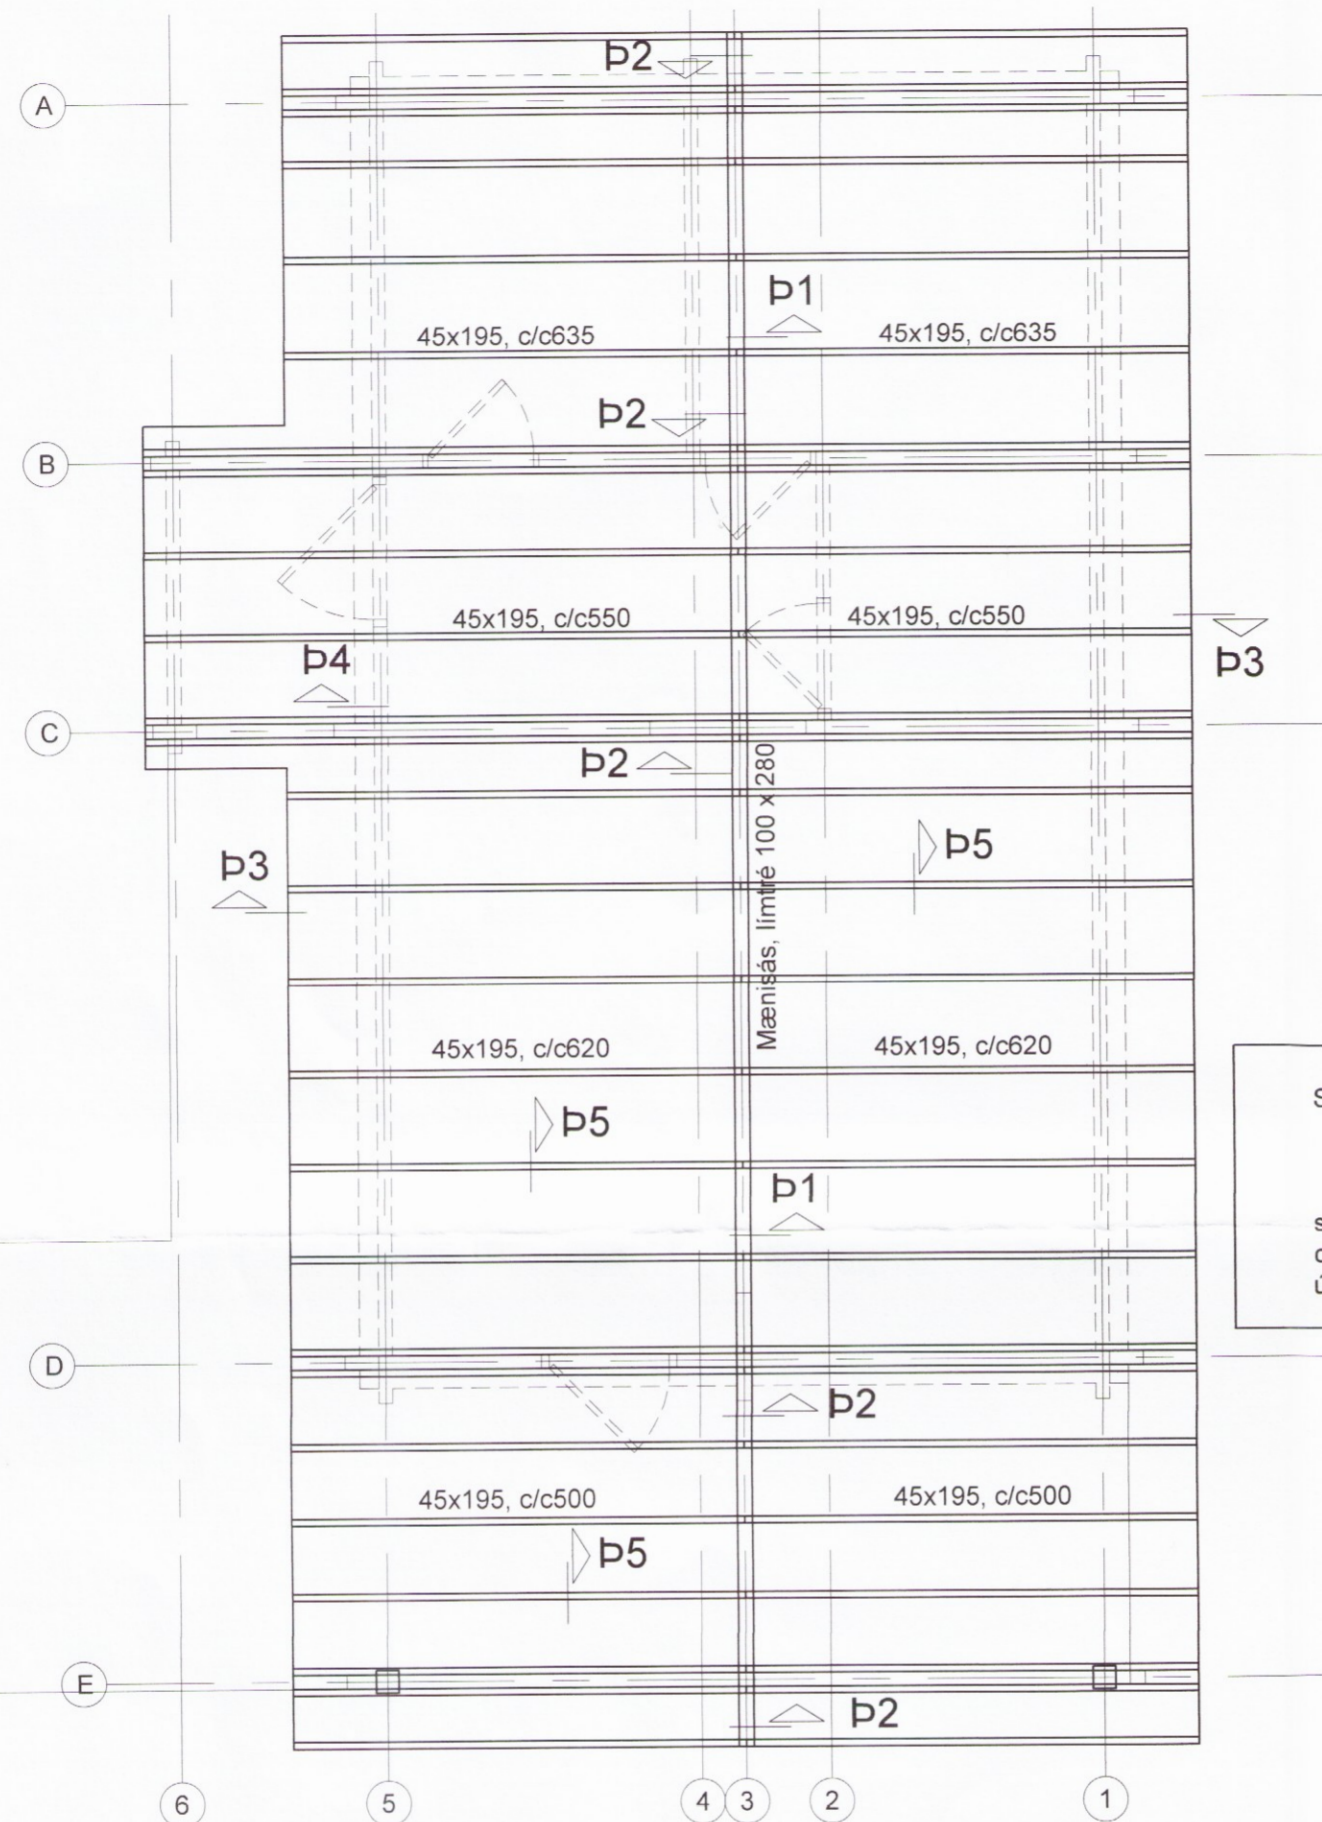 Þ2
A
Þ1
45x195, c/c635
45x195, c/c635
Þ2
B
45x195, c/c550
45x195, c/c550
Þ4
Þ3
C
Þ2
Mænisás, límtré 100 x 280
Þ5
Þ3
45x195, c/c620
45x195, c/c620
Þ5
Þ1
D
Þ2
45x195, c/c500
45x195, c/c500
Þ5
E
Þ2
6
5
4
3
2
1